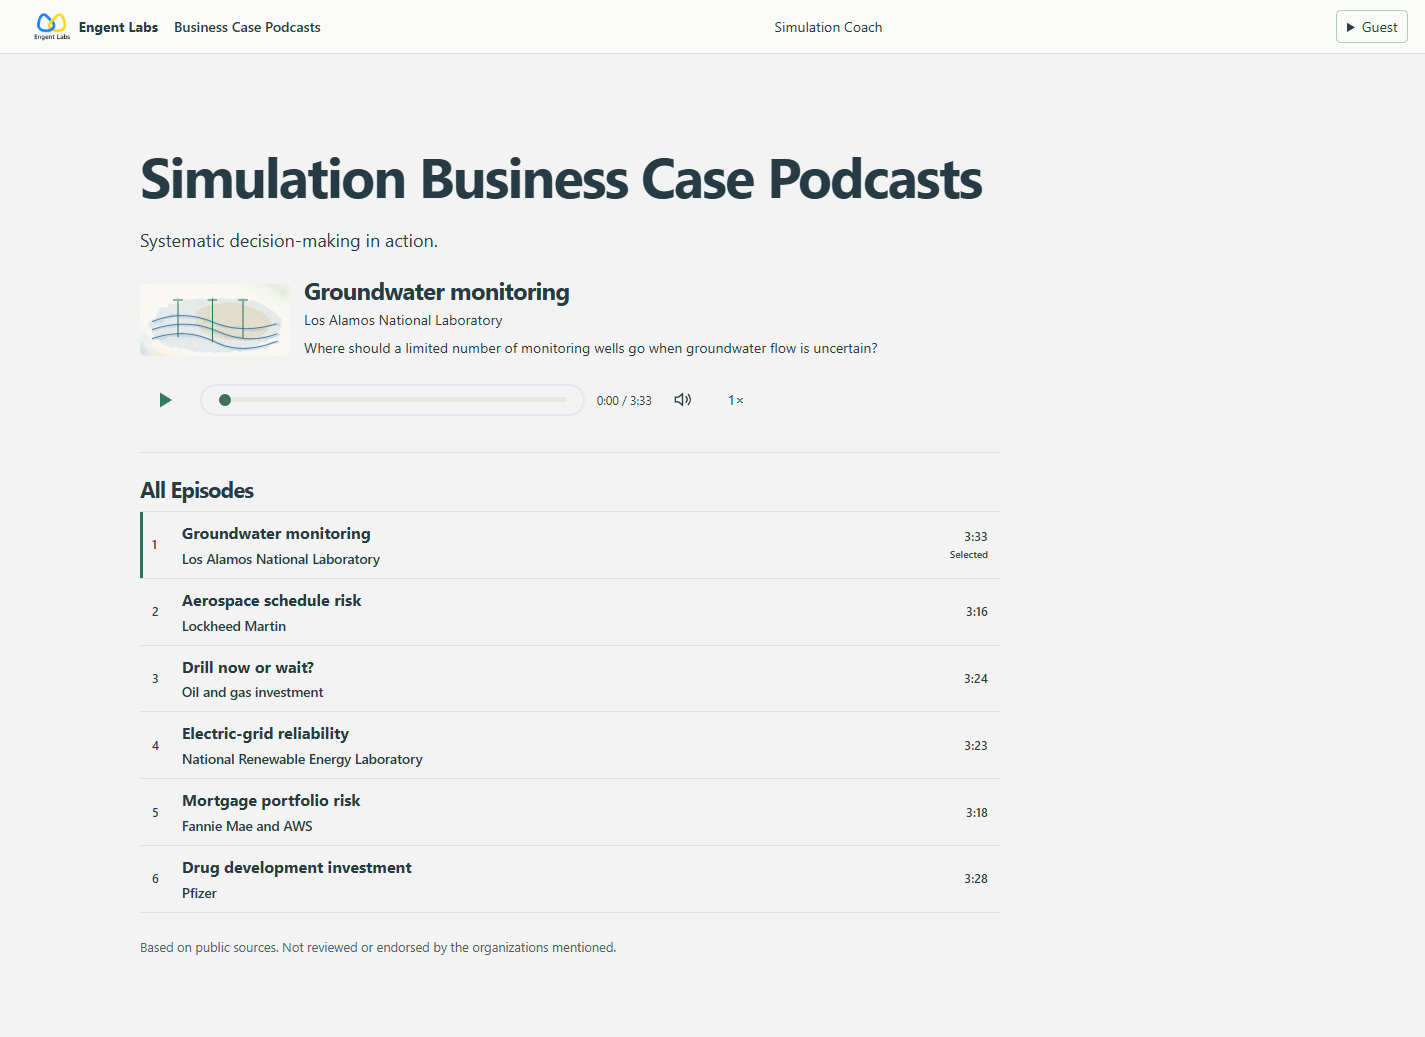 Engent Labs
Engent Labs
Business Case Podcasts
Simulation Coach
Guest
Simulation Business Case Podcasts
Systematic decision-making in action.
Groundwater monitoring
Los Alamos National Laboratory
Where should a limited number of monitoring wells go when groundwater flow is uncertain?
0:00 / 3:33
1×
All Episodes
1
Groundwater monitoring
Los Alamos National Laboratory
3:33
Selected
2
Aerospace schedule risk
Lockheed Martin
3:16
3
Drill now or wait?
Oil and gas investment
3:24
4
Electric-grid reliability
National Renewable Energy Laboratory
3:23
5
Mortgage portfolio risk
Fannie Mae and AWS
3:18
6
Drug development investment
Pfizer
3:28
Based on public sources. Not reviewed or endorsed by the organizations mentioned.